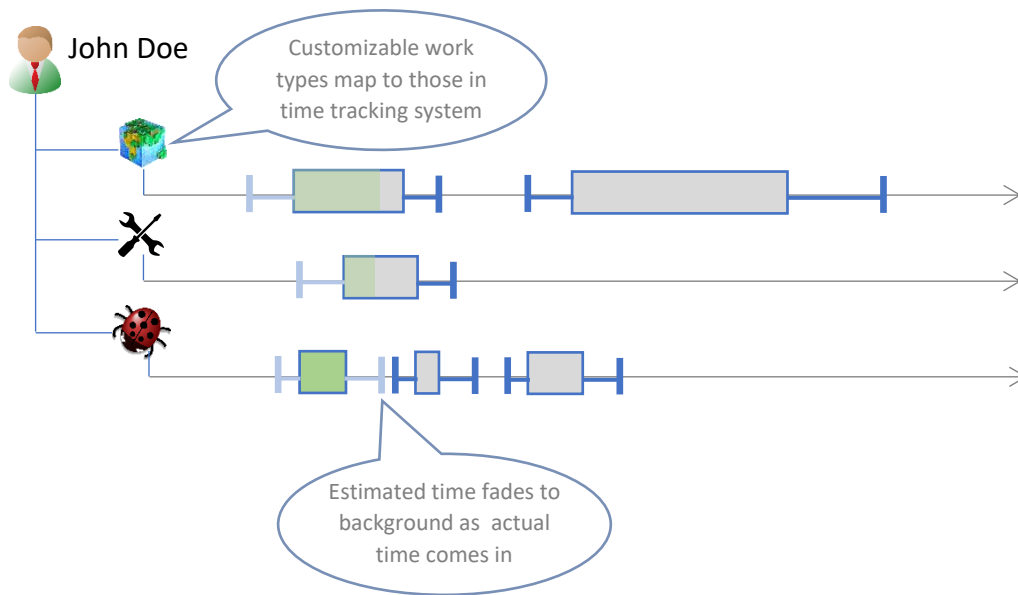 John Doe
Customizable work
types map to those in
time tracking system
Estimated time fades to
background as  actual
time comes in